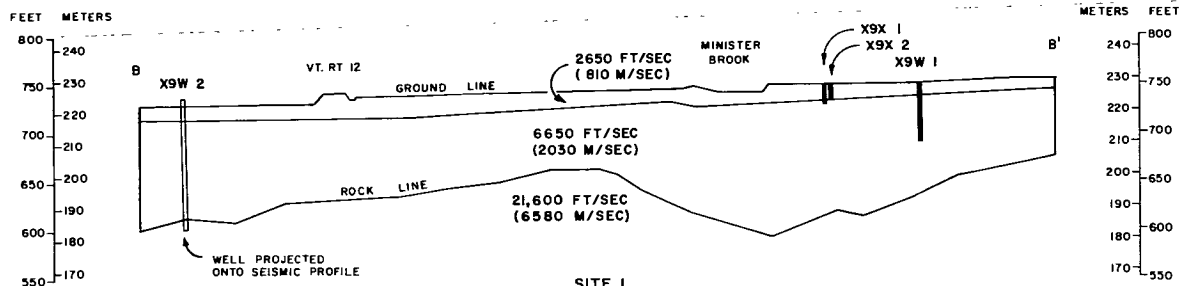 FEET METERS
METERS FEET
800
240
750
230
220
700
210
650
200
190
600
180
170
550
B
X9W 2
VT. RT 12
GROUND LINE
2650 FT/SEC
(810 M/SEC)
MINISTER
BROOK
X9X 1
X9X 2
X9W 1
B'
6650 FT/SEC
(2030 M/SEC)
ROCK LINE
21,600 FT/SEC
(6580 M/SEC)
WELL PROJECTED
ONTO SEISMIC PROFILE
SITE 1
800
240
750
230
220
700
210
200
650
190
600
180
170
550